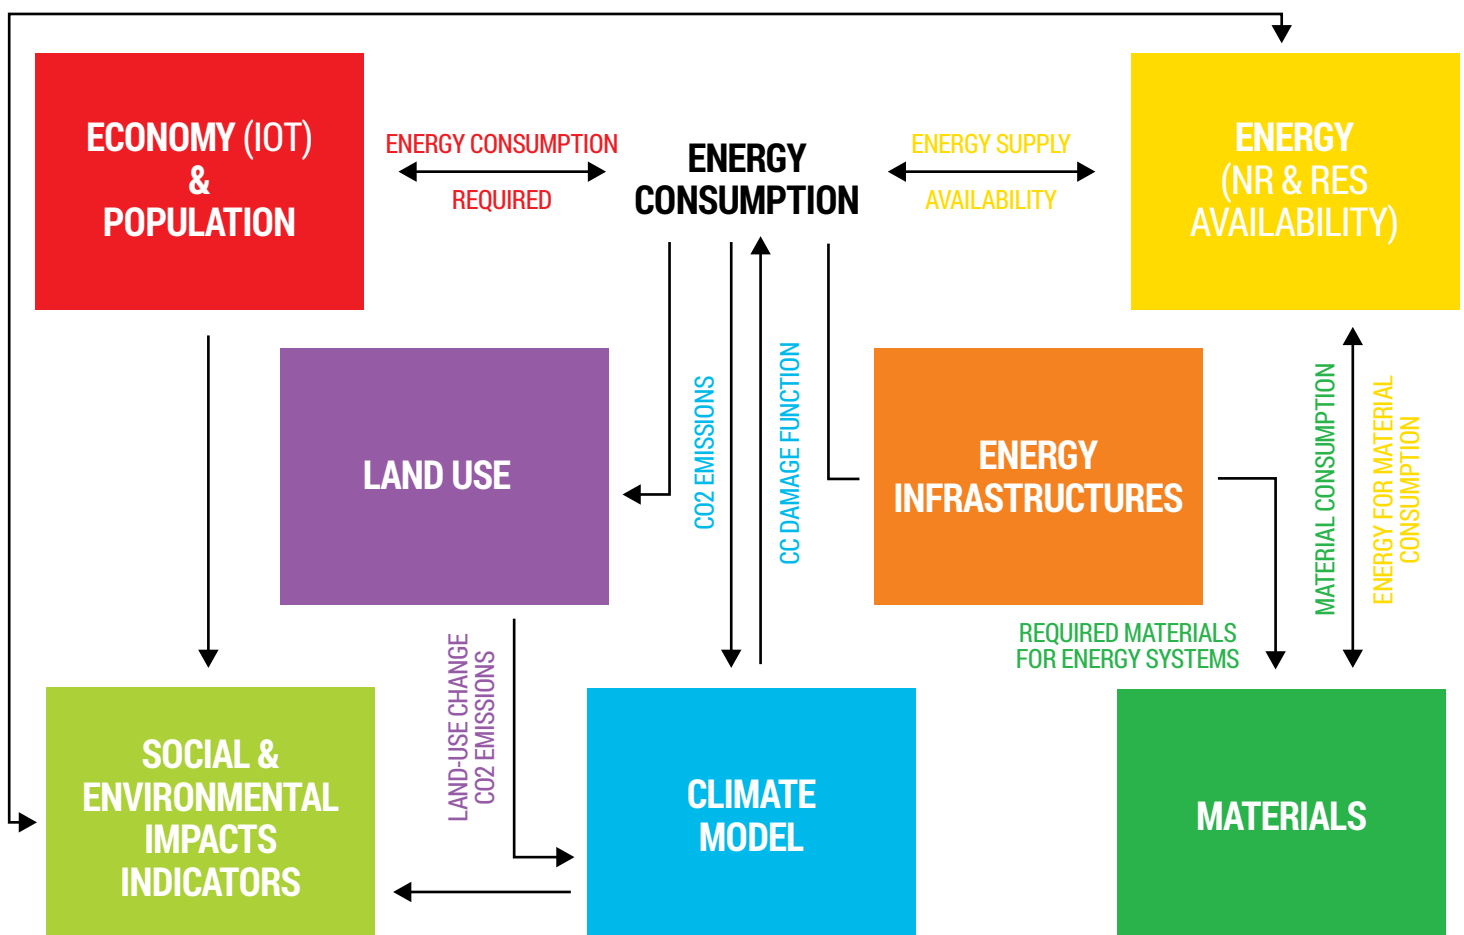 ECONOMY (IOT)
&
POPULATION
ENERGY CONSUMPTION
REQUIRED
ENERGY
CONSUMPTION
ENERGY SUPPLY
AVAILABILITY
ENERGY
(NR & RES
AVAILABILITY)
LAND USE
CO2 EMISSIONS
CC DAMAGE FUNCTION
ENERGY
INFRASTRUCTURES
MATERIAL CONSUMPTION
ENERGY FOR MATERIAL
CONSUMPTION
REQUIRED MATERIALS
FOR ENERGY SYSTEMS
LAND-USE CHANGE
CO2 EMISSIONS
SOCIAL &
ENVIRONMENTAL
IMPACTS
INDICATORS
CLIMATE
MODEL
MATERIALS